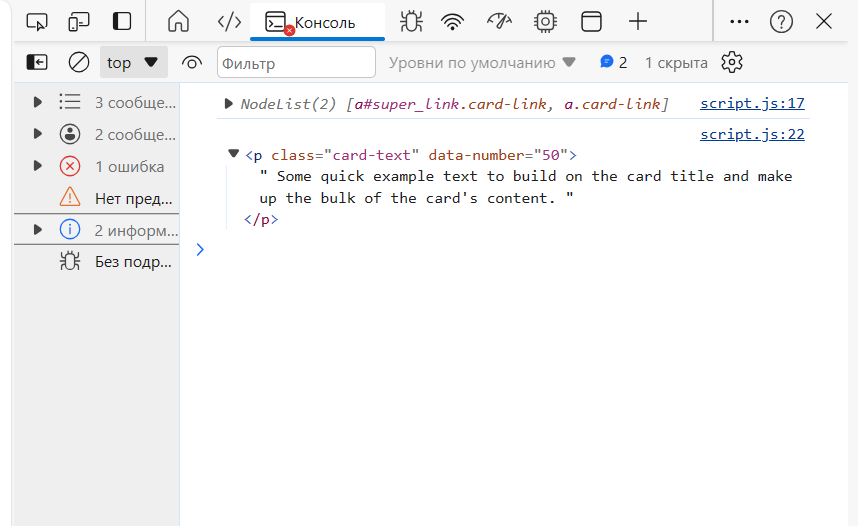 Консоль
top
Фильтр
Уровни по умолчанию
2
1 скрыта
3 сообще...
2 сообще...
1 ошибка
Нет пред...
2 информ...
Без подр...
NodeList(2) [a#super_link.card-link, a.card-link]
script.js:17
script.js:22
<p class="card-text" data-number="50">
" Some quick example text to build on the card title and make
up the bulk of the card's content. "
</p>